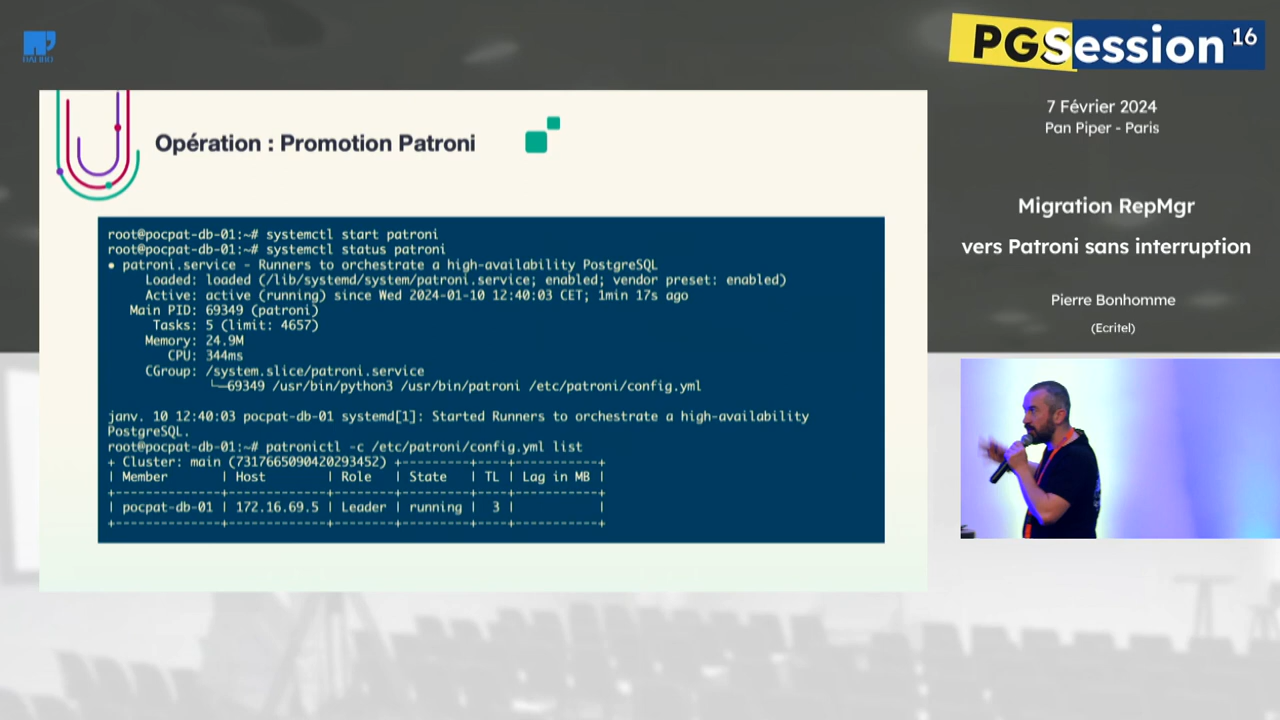 PGSession 16
7 Février 2024
Pan Piper - Paris
Migration RepMgr
vers Patroni sans interruption
Pierre Bonhomme
(Ecritel)
Opération : Promotion Patroni
root@pocpat-db-01:~# systemctl start patroni
root@pocpat-db-01:~# systemctl status patroni
● patroni.service - Runners to orchestrate a high-availability PostgreSQL
Loaded: loaded (/lib/systemd/system/patroni.service; enabled; vendor preset: enabled)
Active: active (running) since Wed 2024-01-10 12:40:03 CET; 1min 17s ago
Main PID: 69349 (patroni)
Tasks: 5 (limit: 4657)
Memory: 24.9M
CPU: 344ms
CGroup: /system.slice/patroni.service
└─69349 /usr/bin/python3 /usr/bin/patroni /etc/patroni/config.yml
janv. 10 12:40:03 pocpat-db-01 systemd[1]: Started Runners to orchestrate a high-availability
PostgreSQL.
root@pocpat-db-01:~# patronictl -c /etc/patroni/config.yml list
+ Cluster: main (7317665090420293452) +---------+----+-----------+
| Member | Host | Role | State | TL | Lag in MB |
+--------------+-------------+--------+---------+----+-----------+
| pocpat-db-01 | 172.16.69.5 | Leader | running | 3 | |
+--------------+-------------+--------+---------+----+-----------+